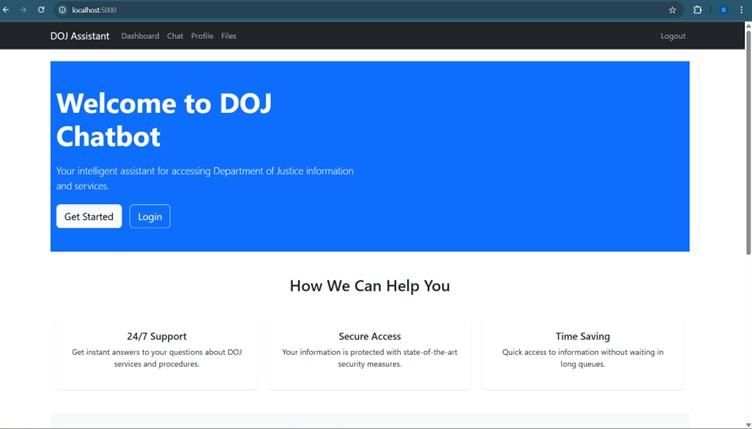 localhost:5000
G
DOJ Assistant Dashboard Chat Profile Files Logout
Welcome to DOJ
Chatbot
Your intelligent assistant for accessing Department of Justice information
and services.
Get Started Login
How We Can Help You
24/7 Support
Get instant answers to your questions about DOJ
services and procedures.
Secure Access
Your information is protected with state-of-the-art
security measures.
Time Saving
Quick access to information without waiting in
long queues.